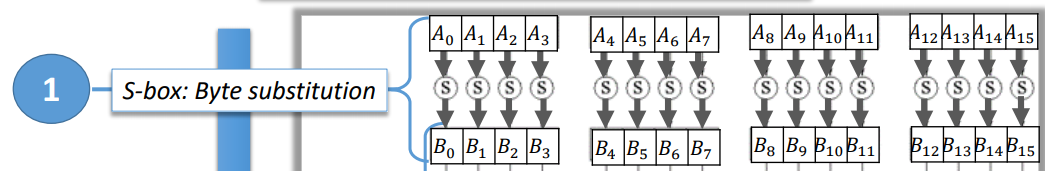 A₀ A₁ A₂ A₃ A₄ A₅ A₆ A₇ A₈ A₉ A₁₀ A₁₁ A₁₂ A₁₃ A₁₄ A₁₅
1 S-box: Byte substitution S S S S S S S S S S S S S S S S
B₀ B₁ B₂ B₃ B₄ B₅ B₆ B₇ B₈ B₉ B₁₀ B₁₁ B₁₂ B₁₃ B₁₄ B₁₅